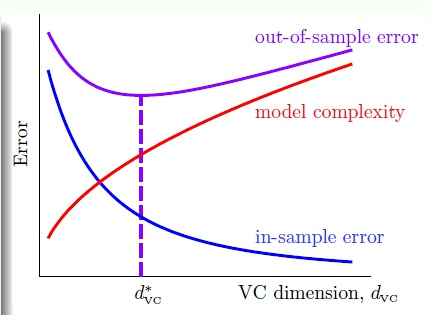 out-of-sample error
model complexity
Error
in-sample error
d*VC
VC dimension, dVC